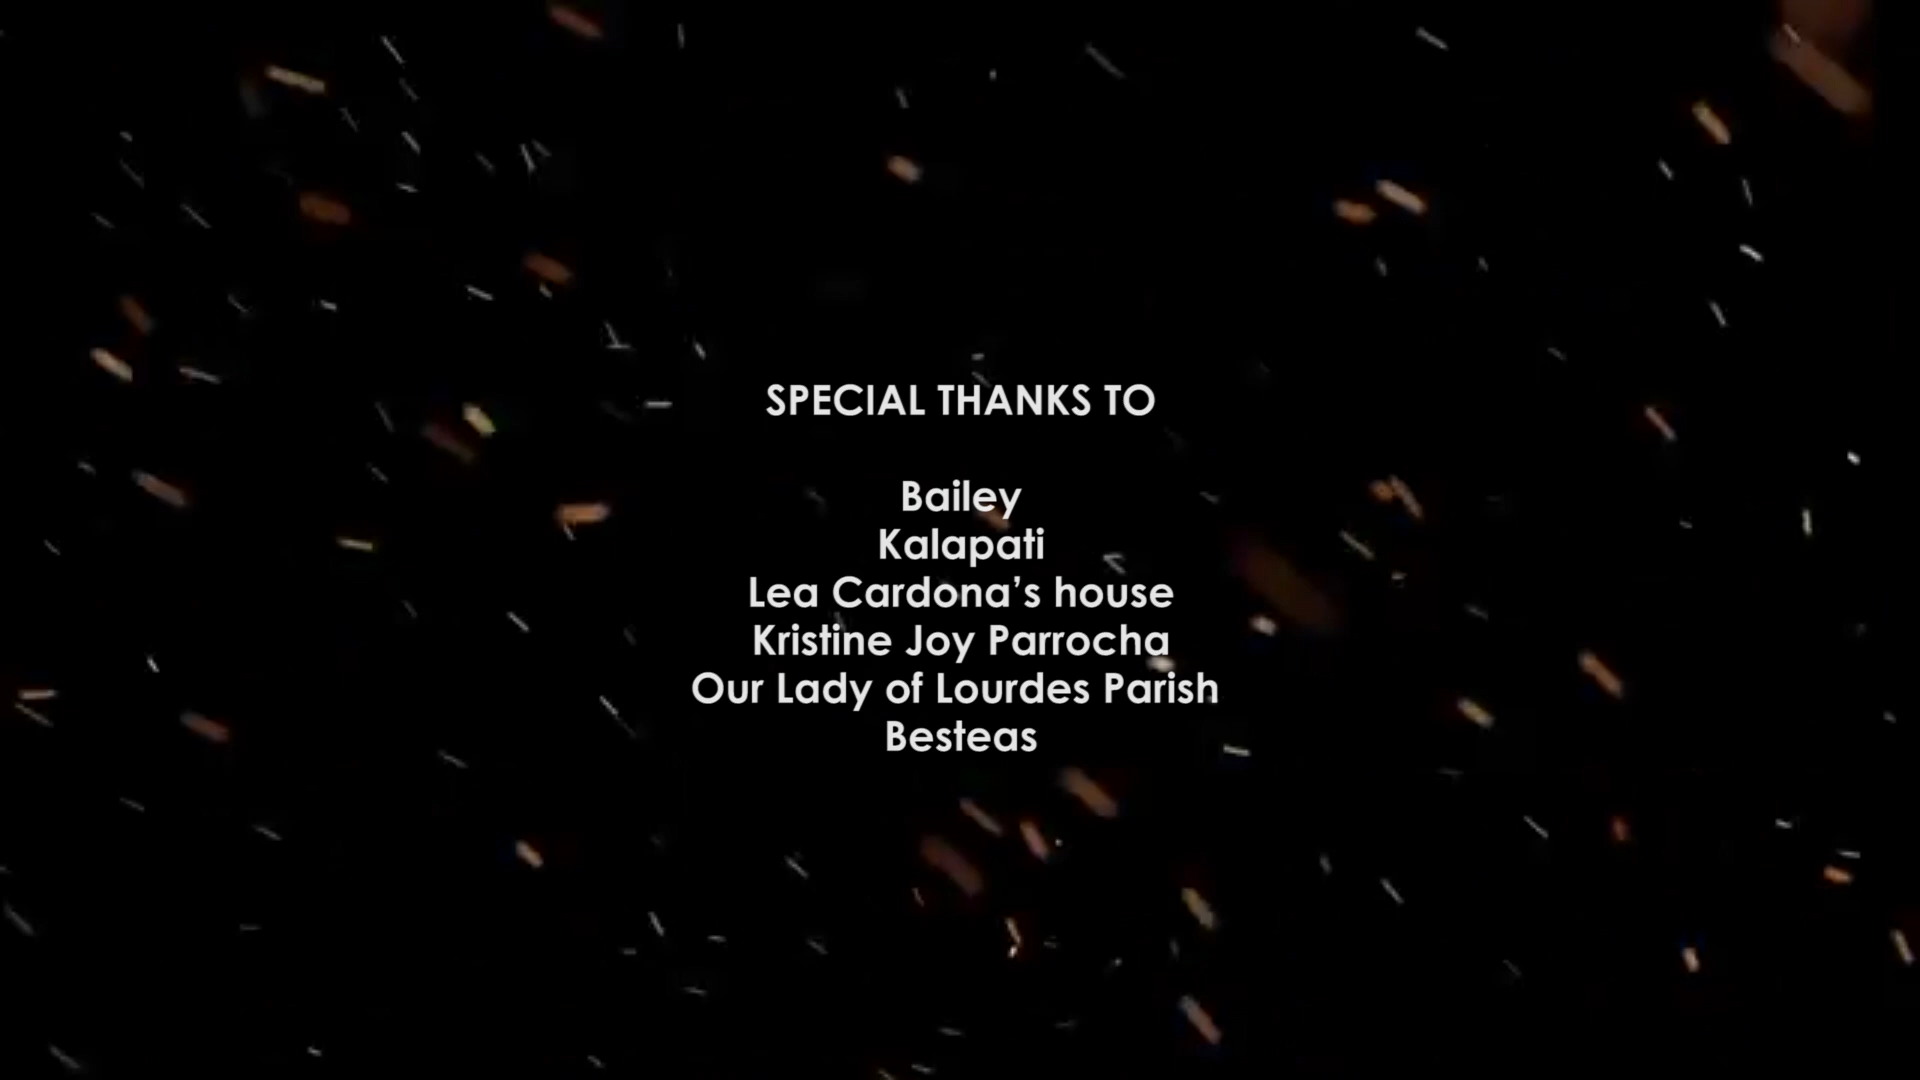 SPECIAL THANKS TO
Bailey
Kalapati
Lea Cardona’s house
Kristine Joy Parrocha
Our Lady of Lourdes Parish
Besteas